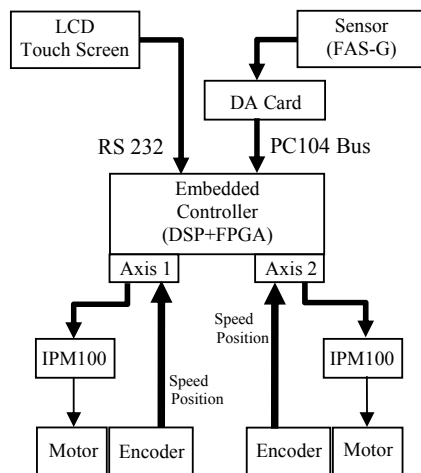 LCD
Touch Screen
Sensor
(FAS-G)
DA Card
RS 232
PC104 Bus
Embedded
Controller
(DSP+FPGA)
Axis 1
Axis 2
IPM100
Speed
Position
Speed
Position
IPM100
Motor
Encoder
Encoder
Motor